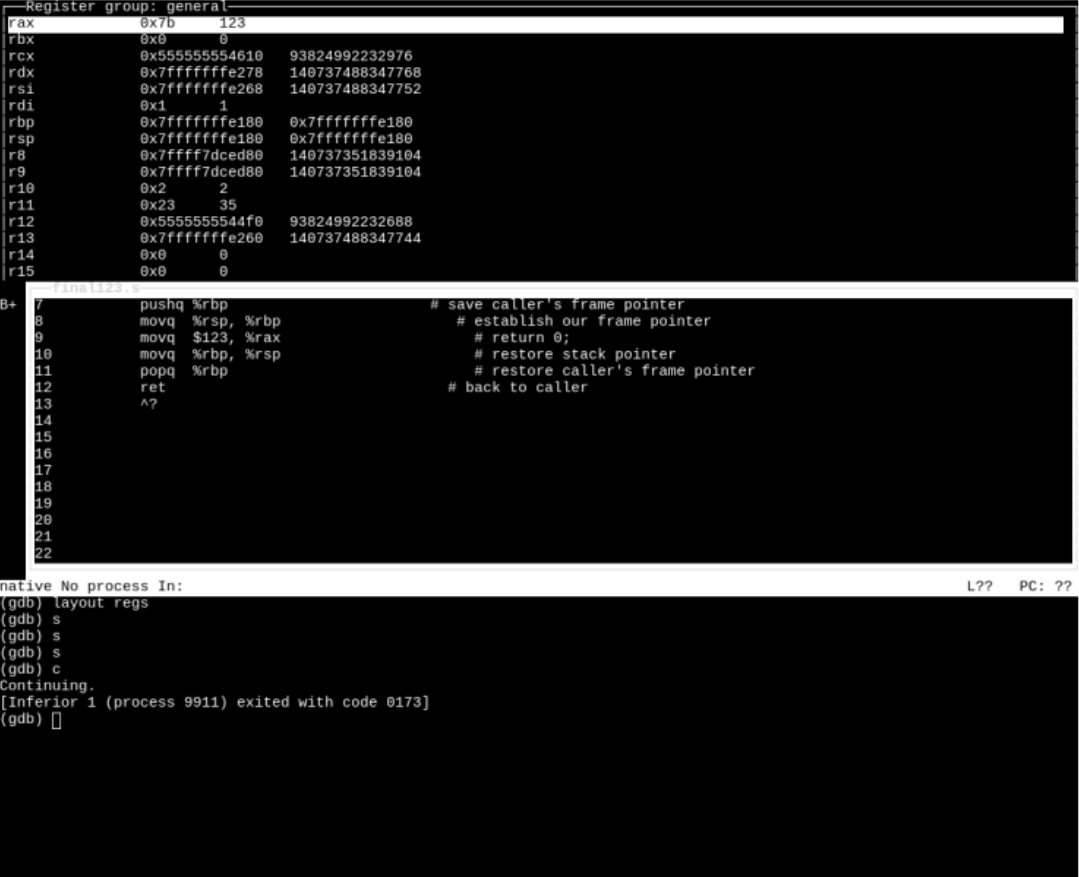 Register group: general
rax 0x7b 123
rbx 0x0 0
rcx 0x555555554610 93824992232976
rdx 0x7fffffffe278 140737488347768
rsi 0x7fffffffe268 140737488347752
rdi 0x1 1
rbp 0x7fffffffe180 0x7fffffffe180
rsp 0x7fffffffe180 0x7fffffffe180
r8 0x7ffff7dced80 140737351839104
r9 0x7ffff7dced80 140737351839104
r10 0x2 2
r11 0x23 35
r12 0x5555555544f0 93824992232688
r13 0x7fffffffe260 140737488347744
r14 0x0 0
r15 0x0 0
final123.s
B+ 7 pushq %rbp # save caller's frame pointer
8 movq %rsp, %rbp # establish our frame pointer
9 movq $123, %rax # return 0;
10 movq %rbp, %rsp # restore stack pointer
11 popq %rbp # restore caller's frame pointer
12 ret # back to caller
13 ^?
14
15
16
17
18
19
20
21
22
native No process In: L?? PC: ??
(gdb) layout regs
(gdb) s
(gdb) s
(gdb) s
(gdb) c
Continuing.
[Inferior 1 (process 9911) exited with code 0173]
(gdb)